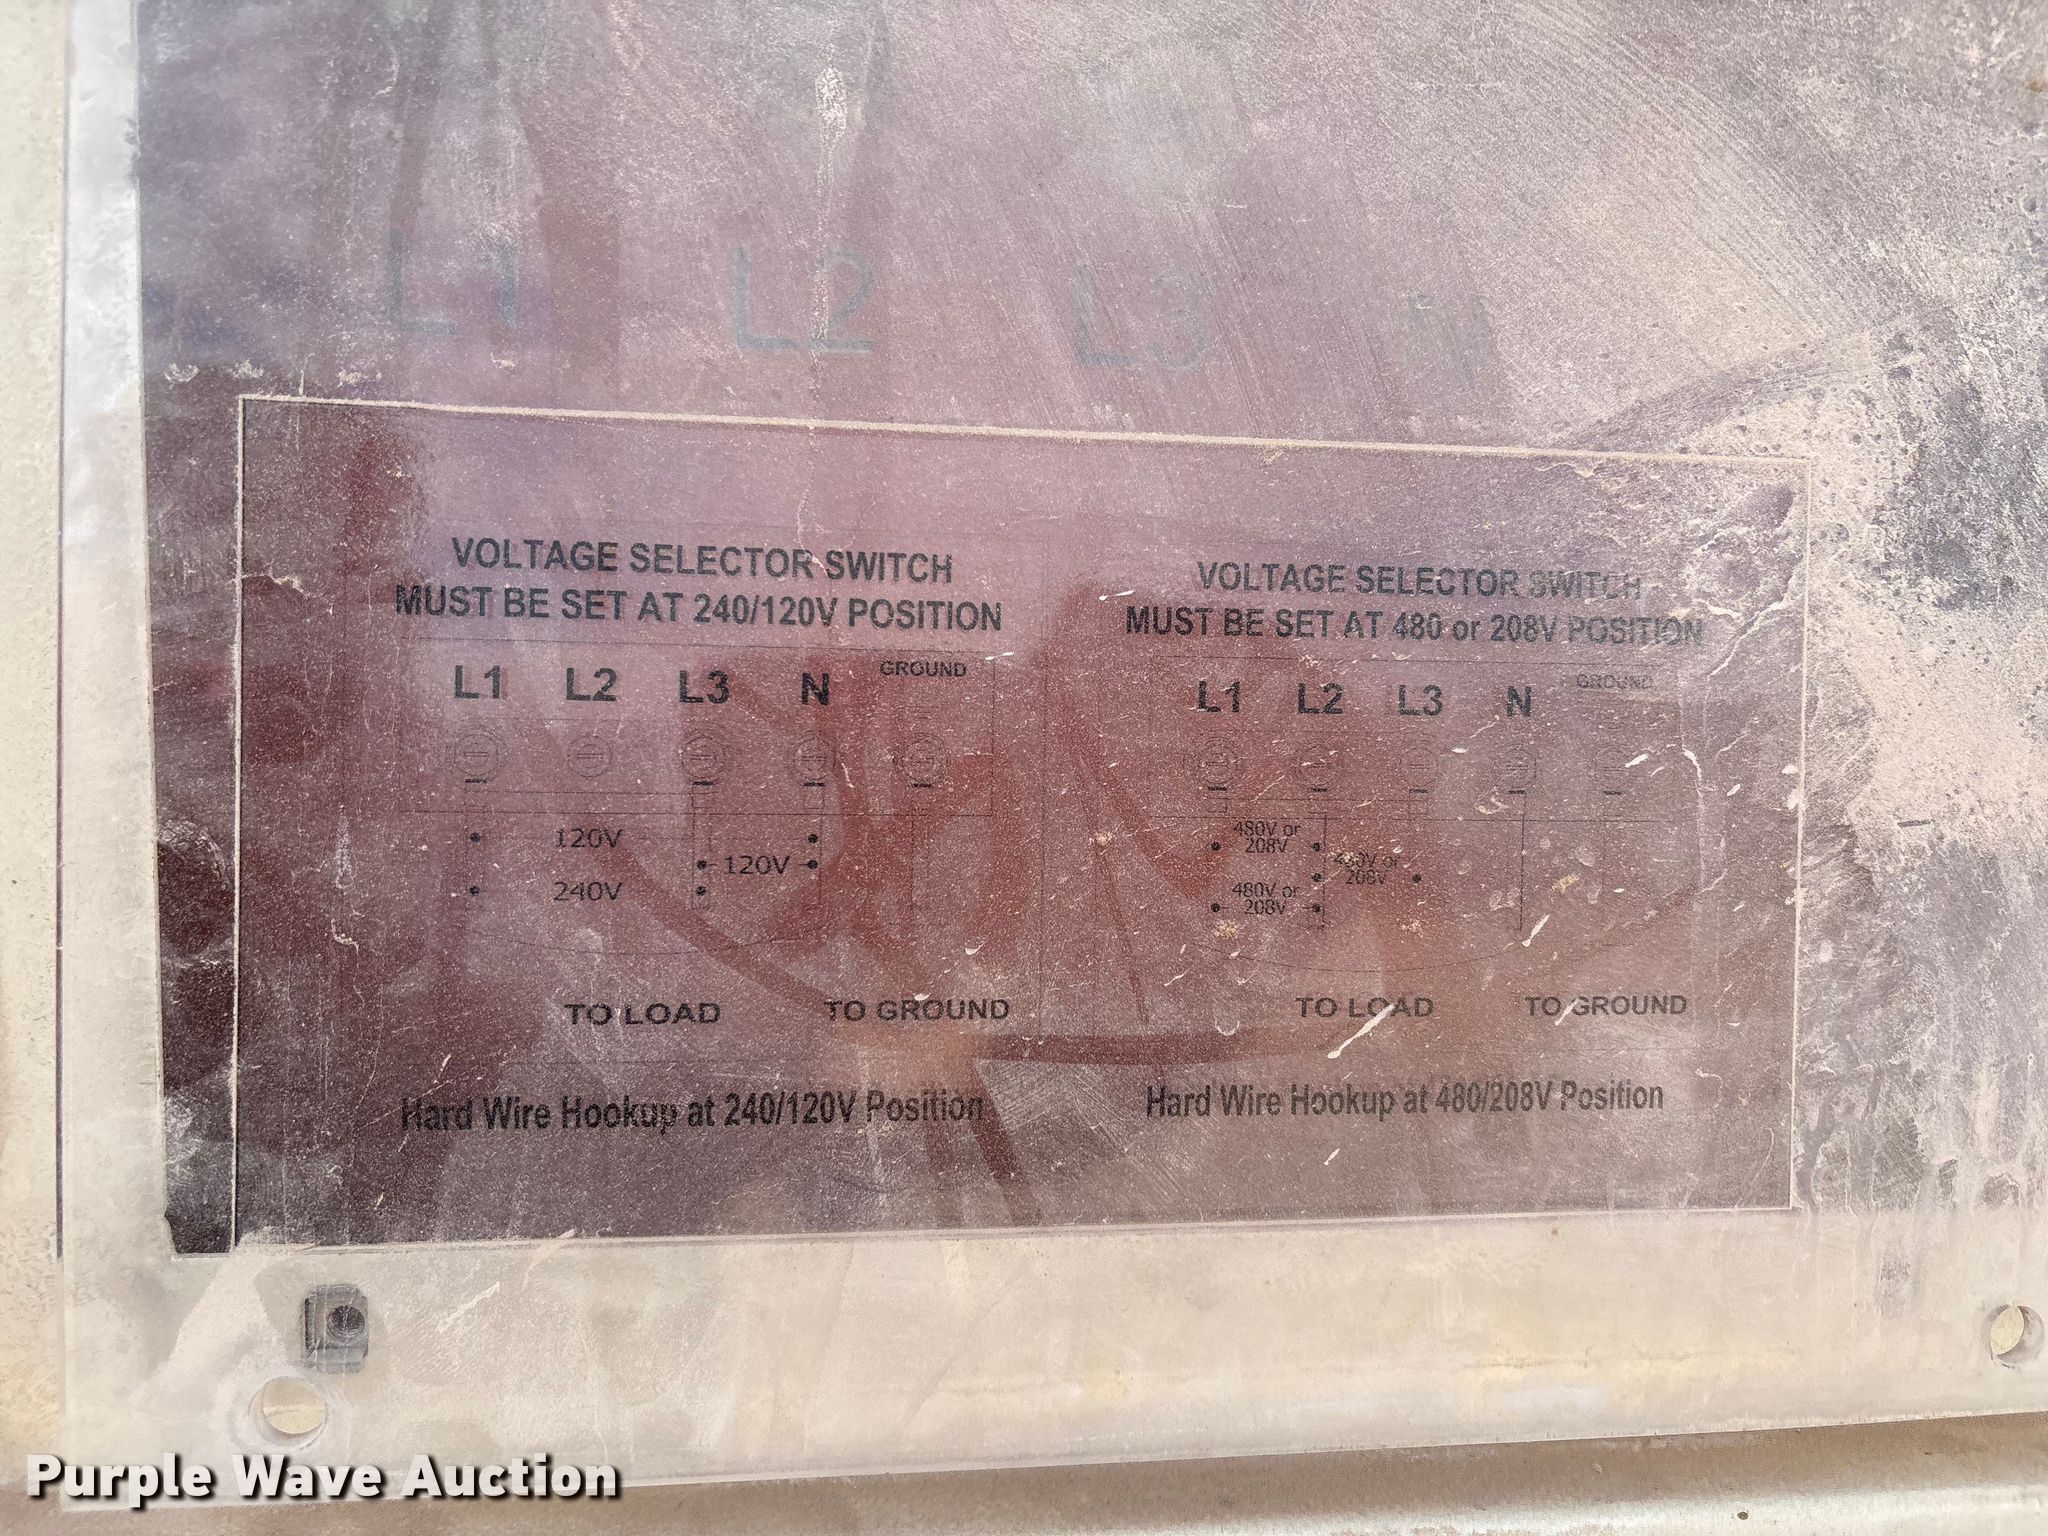 L1 L2 L3 N
VOLTAGE SELECTOR SWITCH
MUST BE SET AT 240/120V POSITION
L1 L2 L3 N GROUND
120V
120V
240V
TO LOAD TO GROUND
Hard Wire Hookup at 240/120V Position
VOLTAGE SELECTOR SWITCH
MUST BE SET AT 480 or 208V POSITION
L1 L2 L3 N GROUND
480V or
208V
480V or
208V
480V or
208V
TO LOAD TO GROUND
Hard Wire Hookup at 480/208V Position
Purple Wave Auction